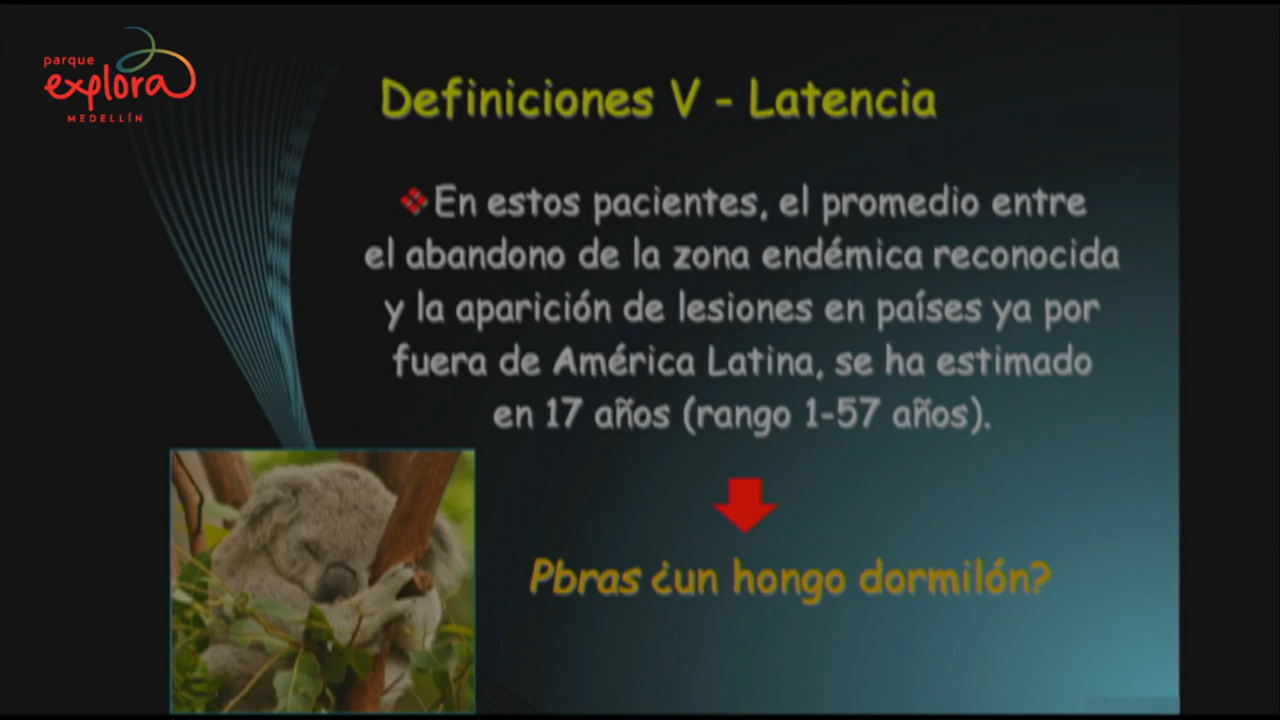 parque
explora
MEDELLÍN
Definiciones V - Latencia
En estos pacientes, el promedio entre
el abandono de la zona endémica reconocida
y la aparición de lesiones en países ya por
fuera de América Latina, se ha estimado
en 17 años (rango 1-57 años).
Pbras ¿un hongo dormilón?